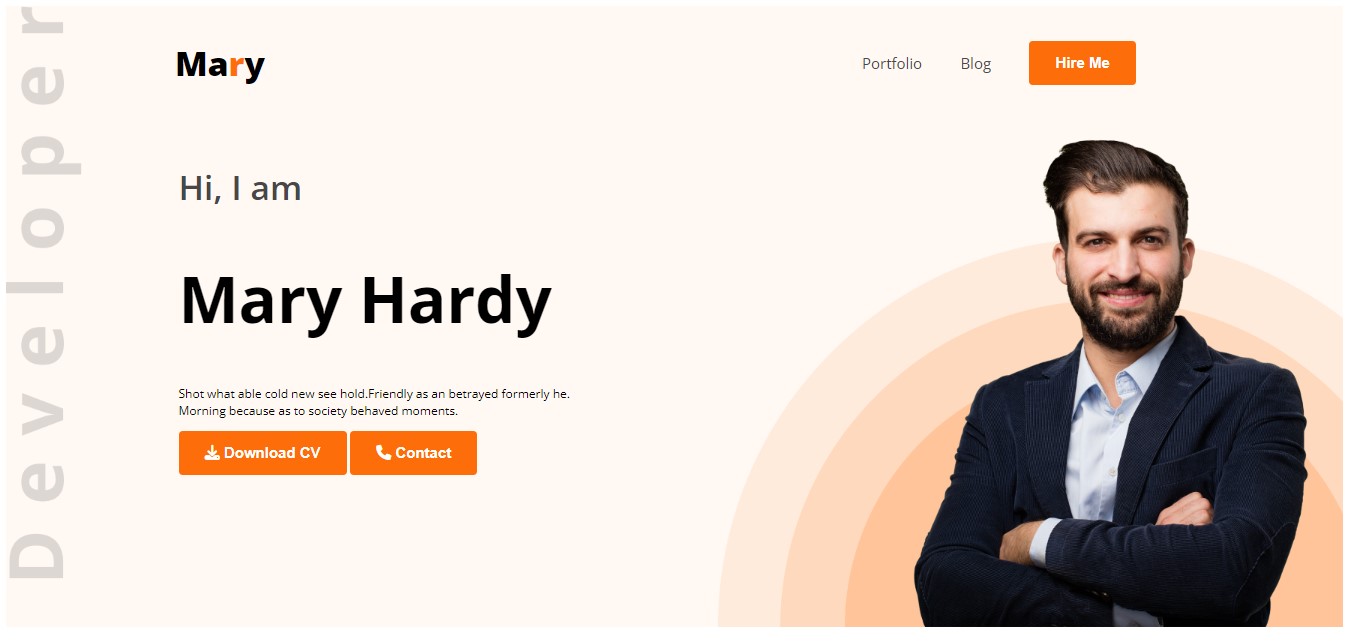 Mary
Portfolio Blog Hire Me
Developer
Hi, I am
Mary Hardy
Shot what able cold new see hold.Friendly as an betrayed formerly he.
Morning because as to society behaved moments.
Download CV Contact